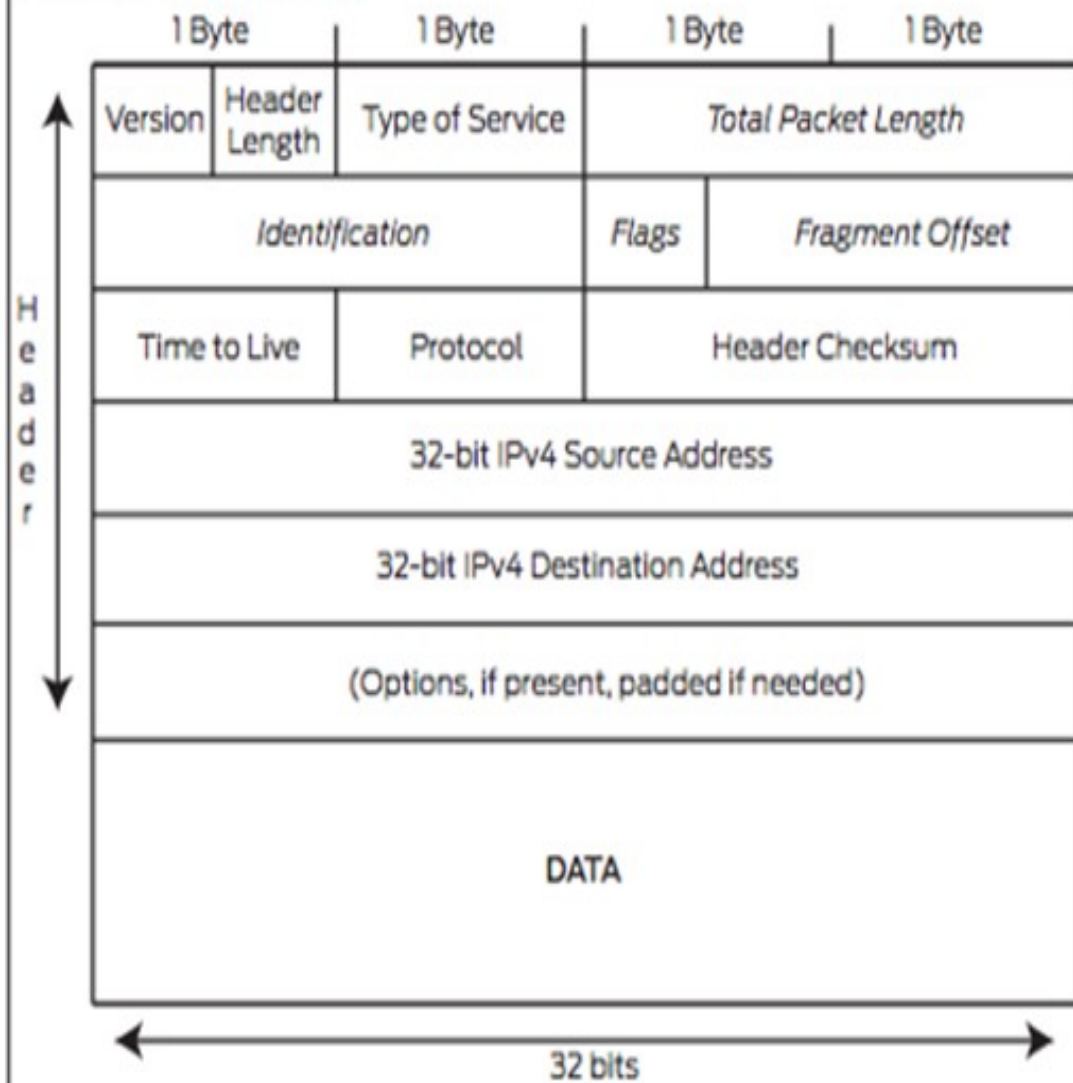 1 Byte 1 Byte 1 Byte 1 Byte
Version Header Length Type of Service Total Packet Length
Identification Flags Fragment Offset
Time to Live Protocol Header Checksum
Header
32-bit IPv4 Source Address
32-bit IPv4 Destination Address
(Options, if present, padded if needed)
DATA
32 bits